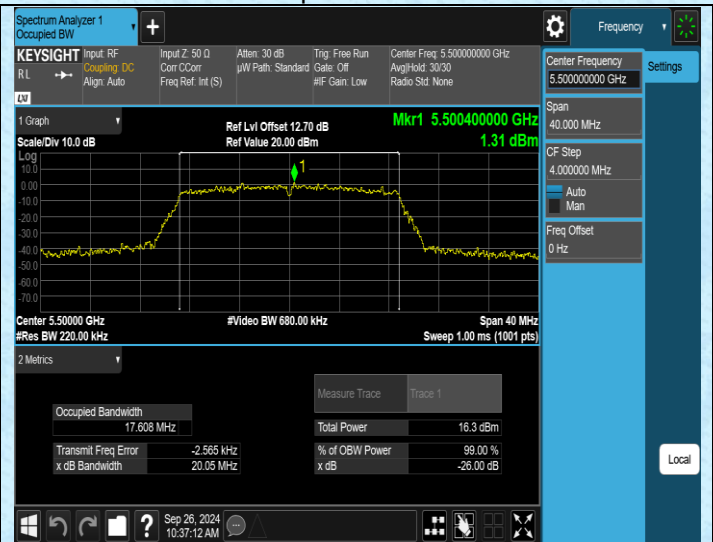 Spectrum Analyzer 1
Occupied BW
Frequency
KEYSIGHT
RL
LXI
Input: RF
Coupling: DC
Align: Auto
Input Z: 50 Ω
Corr CCorr
Freq Ref: Int (S)
Atten: 30 dB
µW Path: Standard
Trig: Free Run
Gate: Off
#IF Gain: Low
Center Freq: 5.500000000 GHz
Avg|Hold: 30/30
Radio Std: None
Center Frequency
5.500000000 GHz
Settings
Span
40.000 MHz
CF Step
4.000000 MHz
Auto
Man
Freq Offset
0 Hz
1 Graph
Scale/Div 10.0 dB
Ref Lvl Offset 12.70 dB
Ref Value 20.00 dBm
Mkr1 5.500400000 GHz
1.31 dBm
Log
10.0
0.00
-10.0
-20.0
-30.0
-40.0
-50.0
-60.0
-70.0
1
Center 5.50000 GHz
#Res BW 220.00 kHz
#Video BW 680.00 kHz
Span 40 MHz
Sweep 1.00 ms (1001 pts)
2 Metrics
Measure Trace Trace 1
Occupied Bandwidth
17.608 MHz
Total Power 16.3 dBm
Transmit Freq Error -2.565 kHz
% of OBW Power 99.00 %
x dB Bandwidth 20.05 MHz
x dB -26.00 dB
Local
?
Sep 26, 2024
10:37:12 AM